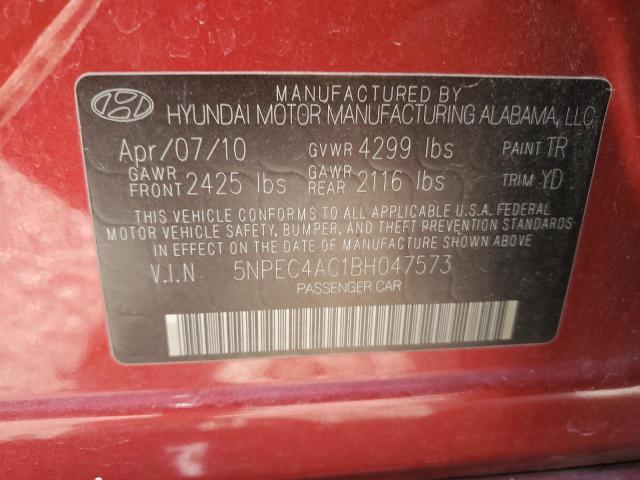 MANUFACTURED BY
HYUNDAI MOTOR MANUFACTURING ALABAMA, LLC
Apr/07/10 GVWR 4299 lbs PAINT TR
GAWR FRONT 2425 lbs GAWR REAR 2116 lbs TRIM YD
THIS VEHICLE CONFORMS TO ALL APPLICABLE U.S.A. FEDERAL
MOTOR VEHICLE SAFETY, BUMPER, AND THEFT PREVENTION STANDARDS
IN EFFECT ON THE DATE OF MANUFACTURE SHOWN ABOVE.
V.I.N 5NPEC4AC1BH047573
PASSENGER CAR